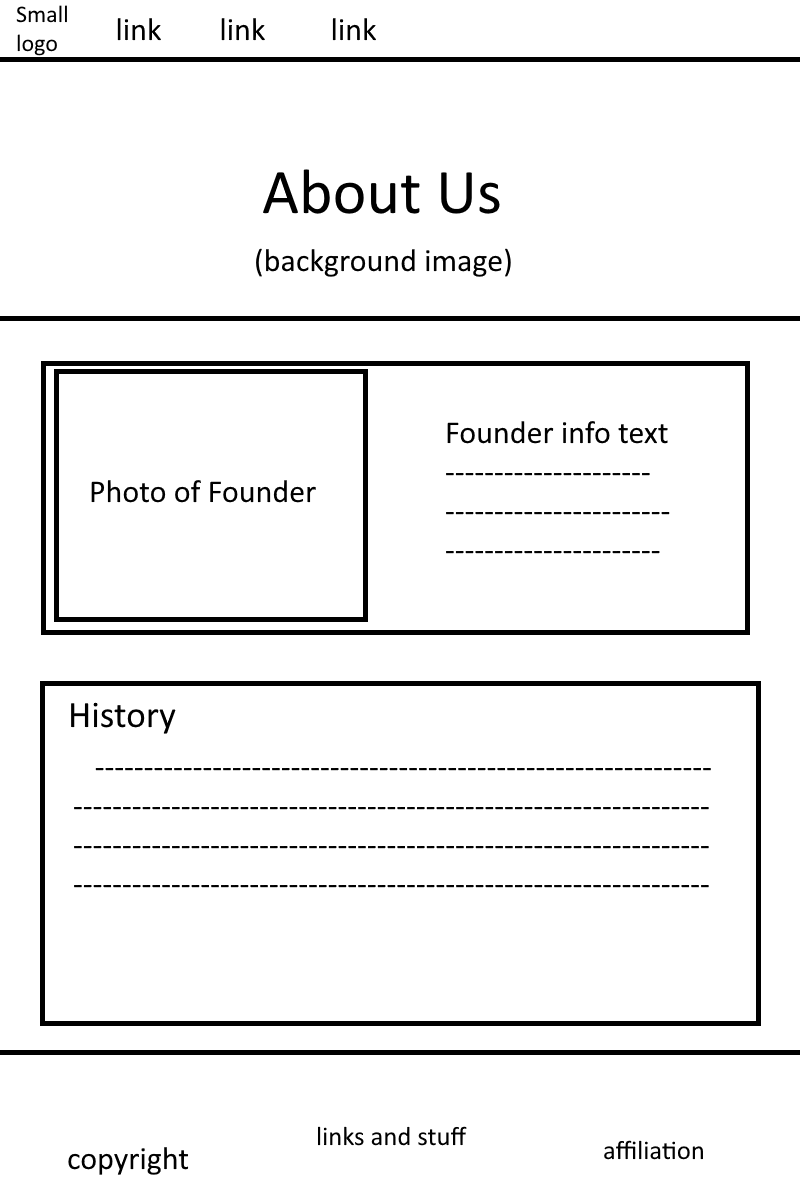 Small
logo
link link link
About Us
(background image)
Photo of Founder
Founder info text
---------------------
-----------------------
----------------------
History
---------------------------------------------------------------
-----------------------------------------------------------------
-----------------------------------------------------------------
-----------------------------------------------------------------
copyright
links and stuff
affiliation